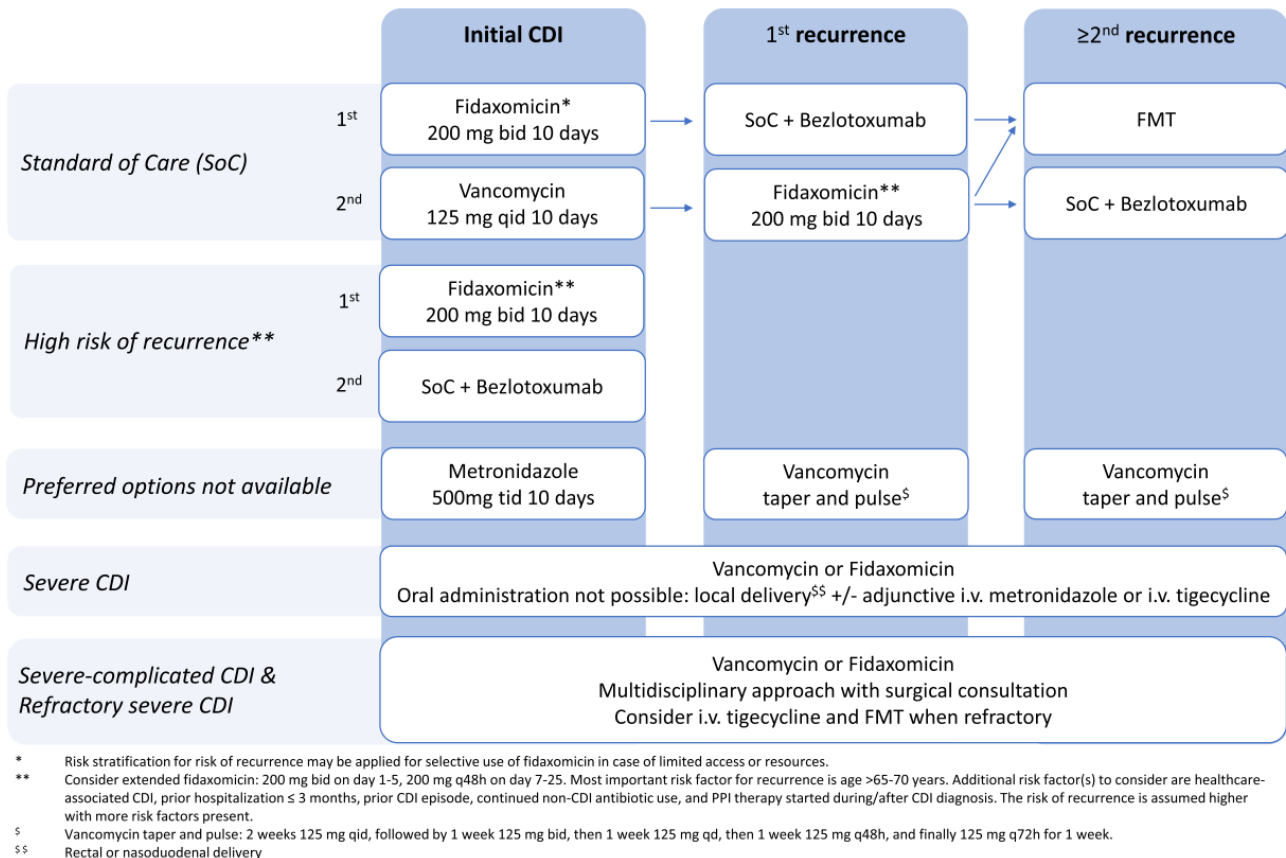 Initial CDI
1st recurrence
≥2nd recurrence
Standard of Care (SoC)
1st
Fidaxomicin*
200 mg bid 10 days
SoC + Bezlotoxumab
FMT
2nd
Vancomycin
125 mg qid 10 days
Fidaxomicin**
200 mg bid 10 days
SoC + Bezlotoxumab
High risk of recurrence**
1st
Fidaxomicin**
200 mg bid 10 days
2nd
SoC + Bezlotoxumab
Preferred options not available
Metronidazole
500mg tid 10 days
Vancomycin
taper and pulse$
Vancomycin
taper and pulse$
Severe CDI
Vancomycin or Fidaxomicin
Oral administration not possible: local delivery$$ +/- adjunctive i.v. metronidazole or i.v. tigecycline
Severe-complicated CDI &
Refractory severe CDI
Vancomycin or Fidaxomicin
Multidisciplinary approach with surgical consultation
Consider i.v. tigecycline and FMT when refractory
* Risk stratification for risk of recurrence may be applied for selective use of fidaxomicin in case of limited access or resources.
** Consider extended fidaxomicin: 200 mg bid on day 1-5, 200 mg q48h on day 7-25. Most important risk factor for recurrence is age >65-70 years. Additional risk factor(s) to consider are healthcare-
associated CDI, prior hospitalization ≤ 3 months, prior CDI episode, continued non-CDI antibiotic use, and PPI therapy started during/after CDI diagnosis. The risk of recurrence is assumed higher
with more risk factors present.
$ Vancomycin taper and pulse: 2 weeks 125 mg qid, followed by 1 week 125 mg bid, then 1 week 125 mg qd, then 1 week 125 mg q48h, and finally 125 mg q72h for 1 week.
$$ Rectal or nasoduodenal delivery